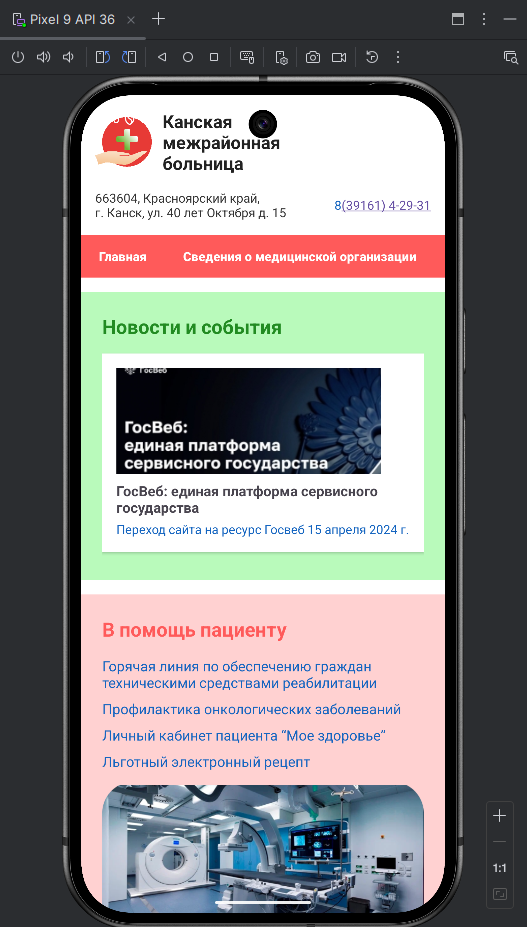 Pixel 9 API 36
Канская
межрайонная
больница
663604, Красноярский край,
г. Канск, ул. 40 лет Октября д. 15
8(39161) 4-29-31
Главная
Сведения о медицинской организации
Новости и события
ГосВеб
ГосВеб:
единая платформа
сервисного государства
ГосВеб: единая платформа сервисного
государства
Переход сайта на ресурс Госвеб 15 апреля 2024 г.
В помощь пациенту
Горячая линия по обеспечению граждан
техническими средствами реабилитации
Профилактика онкологических заболеваний
Личный кабинет пациента “Мое здоровье”
Льготный электронный рецепт
1:1